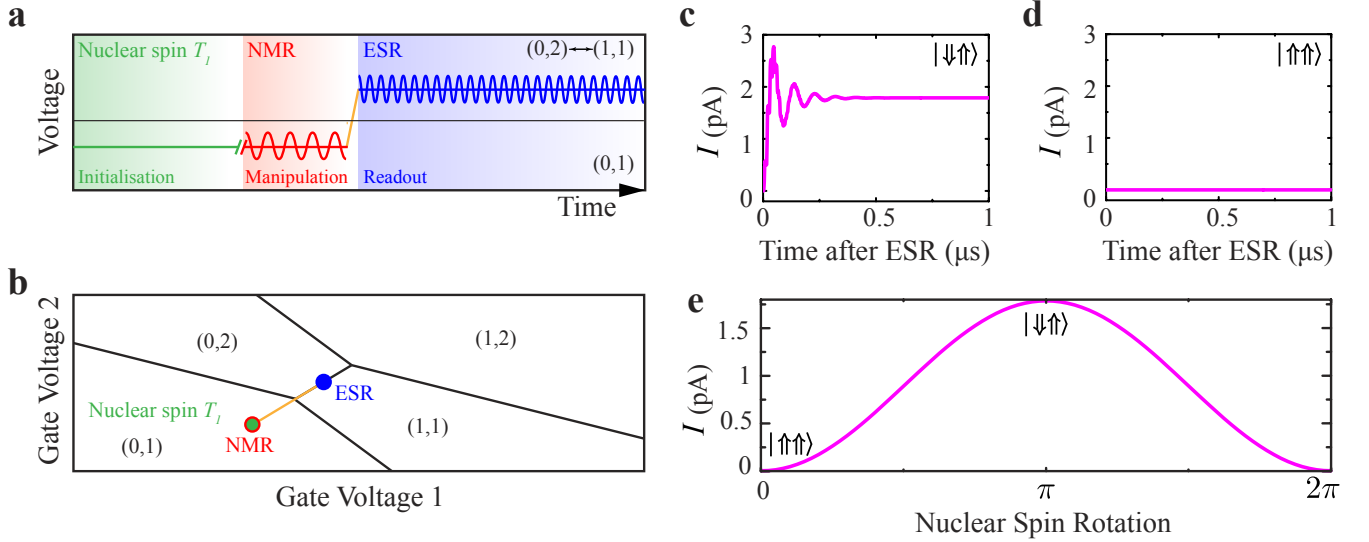 a
Nuclear spin T₁
NMR
ESR
(0,2)↔(1,1)
Voltage
(0,1)
Initialisation
Manipulation
Readout
Time
b
Gate Voltage 2
(0,2)
(1,2)
ESR
Nuclear spin T₁
NMR
(0,1)
(1,1)
Gate Voltage 1
c
3
2
1
0
I (pA)
|⇓⇑⟩
0
0.5
1
Time after ESR (μs)
d
3
2
1
0
I (pA)
|⇑⇑⟩
0
0.5
1
Time after ESR (μs)
e
1.5
1
0.5
0
I (pA)
|⇓⇑⟩
|⇑⇑⟩
0
π
2π
Nuclear Spin Rotation